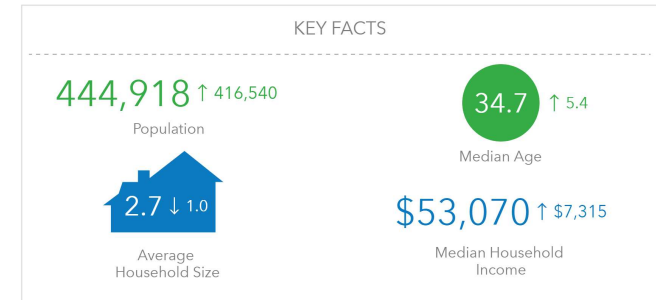 KEY FACTS
444,918 ↑ 416,540
Population
34.7 ↑ 5.4
Median Age
2.7 ↓ 1.0
Average
Household Size
$53,070 ↑ $7,315
Median Household
Income